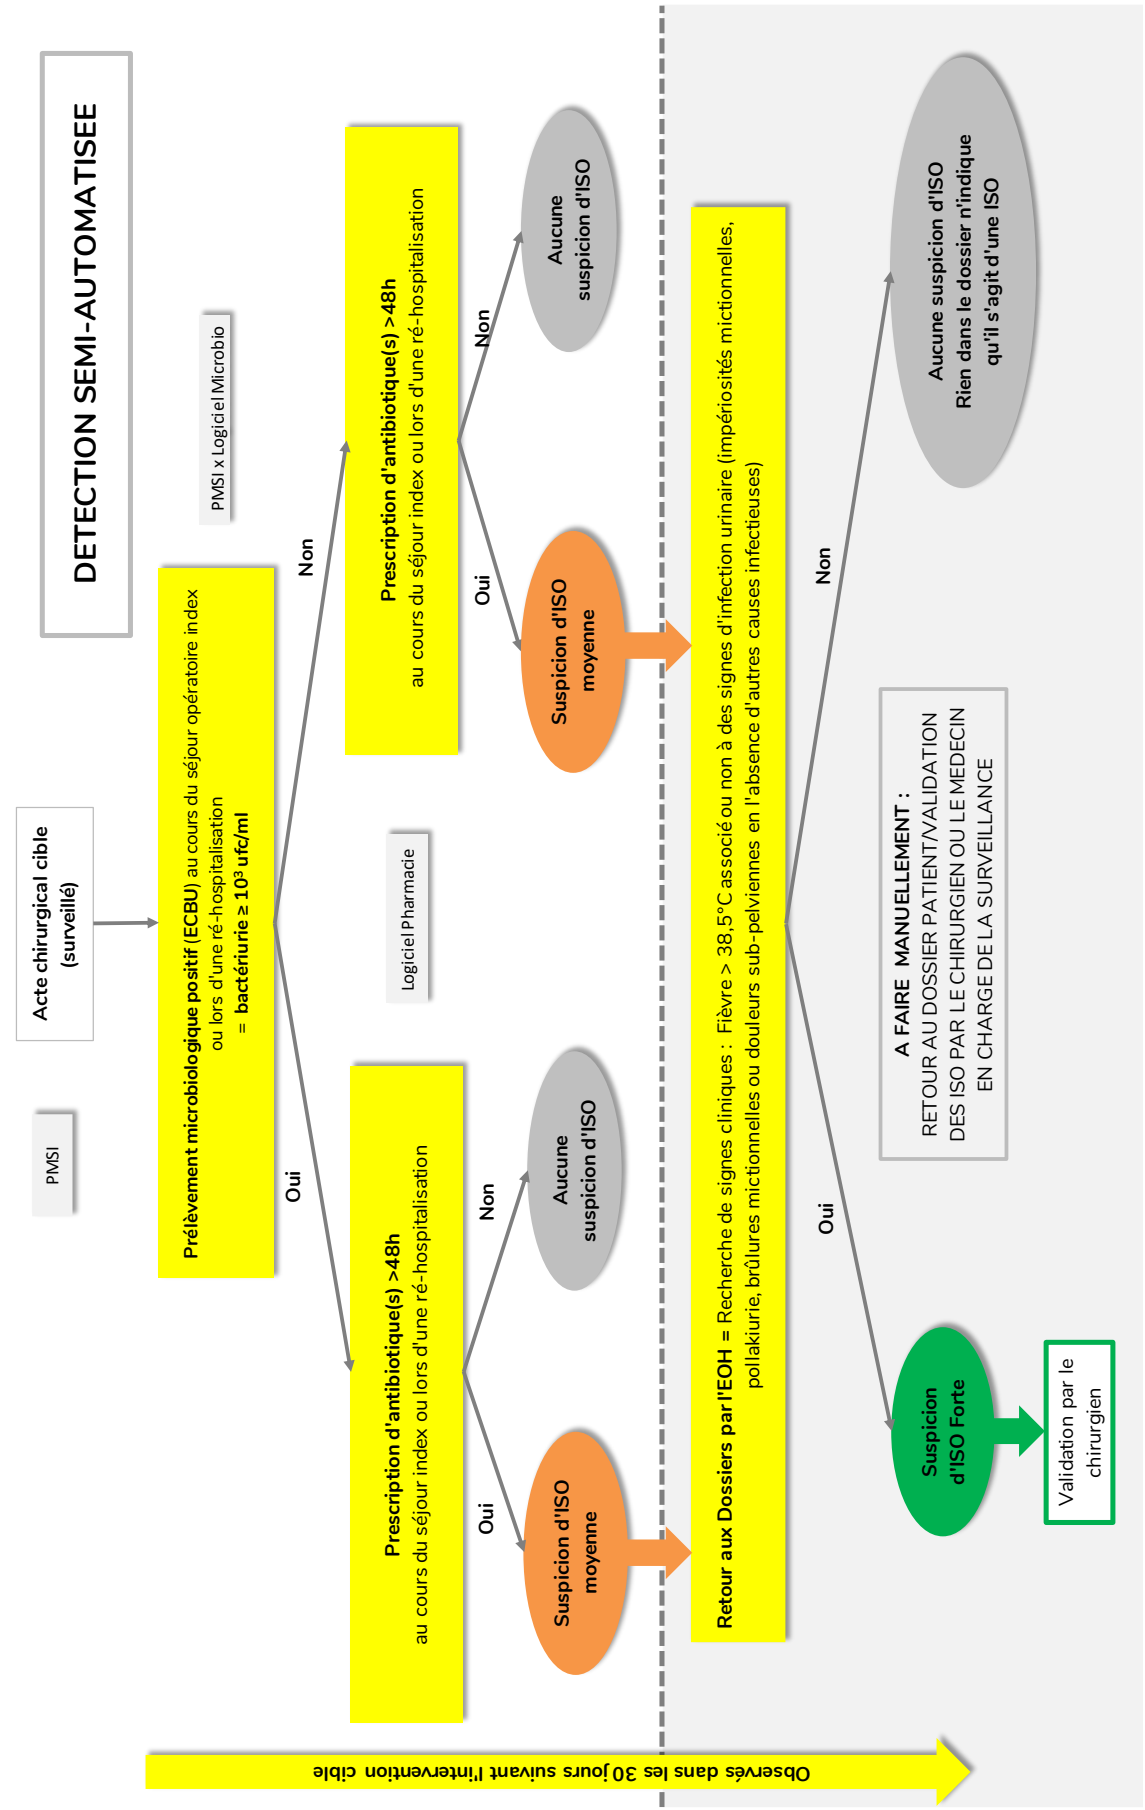 DETECTION SEMI-AUTOMATISEE
PMSI
Acte chirurgical cible
(surveillé)
PMSI x Logiciel Microbio
Prélèvement microbiologique positif (ECBU) au cours du séjour opératoire index
ou lors d'une ré-hospitalisation
= bactériurie ≥ 10³ ufc/ml
Oui
Non
Logiciel Pharmacie
Prescription d'antibiotique(s) >48h
au cours du séjour index ou lors d'une ré-hospitalisation
Prescription d'antibiotique(s) >48h
au cours du séjour index ou lors d'une ré-hospitalisation
Oui
Non
Oui
Non
Suspicion d'ISO
moyenne
Aucune
suspicion d'ISO
Suspicion d'ISO
moyenne
Aucune
suspicion d'ISO
Retour aux Dossiers par l'EOH = Recherche de signes cliniques : Fièvre > 38,5°C associé ou non à des signes d'infection urinaire (impériosités mictionnelles,
pollakiurie, brûlures mictionnelles ou douleurs sub-pelviennes en l'absence d'autres causes infectieuses)
Oui
Non
Suspicion
d'ISO Forte
A FAIRE MANUELLEMENT :
RETOUR AU DOSSIER PATIENT/VALIDATION
DES ISO PAR LE CHIRURGIEN OU LE MEDECIN
EN CHARGE DE LA SURVEILLANCE
Aucune suspicion d'ISO
Rien dans le dossier n'indique
qu'il s'agit d'une ISO
Validation par le
chirurgien
Observés dans les 30 jours suivant l'intervention cible